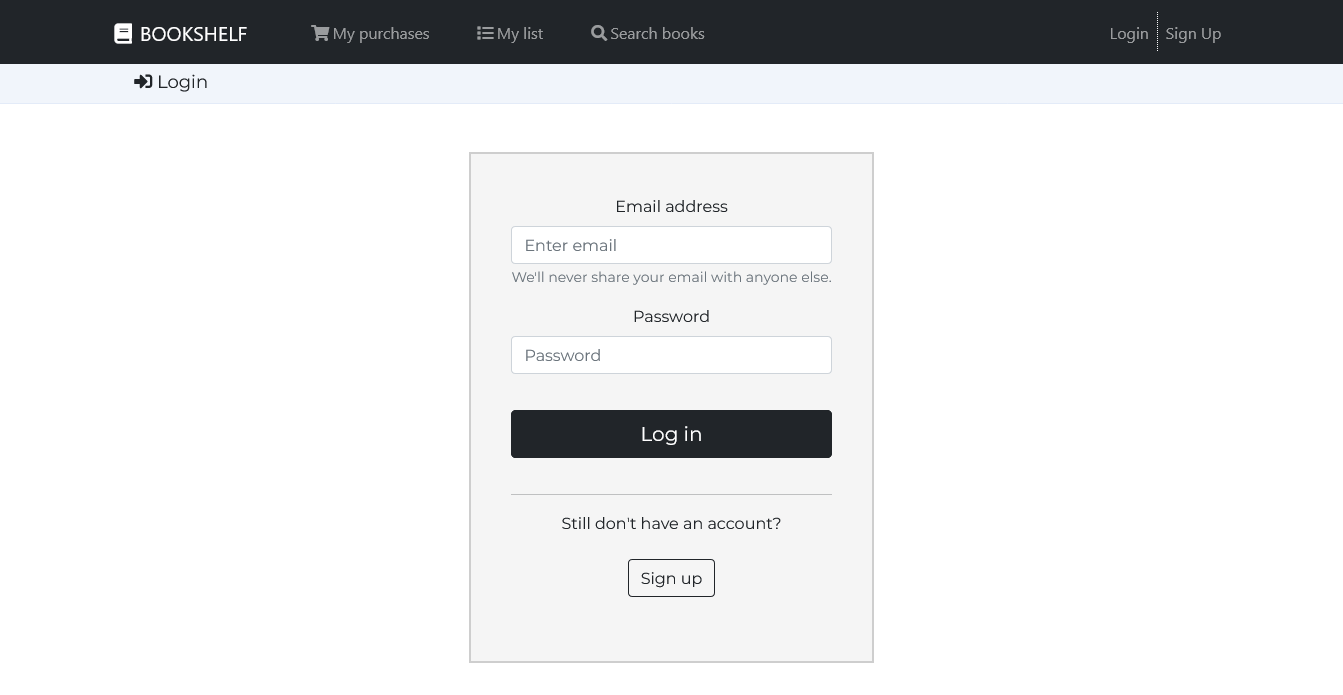 BOOKSHELF My purchases My list Search books Login Sign Up
Login
Email address
Enter email
We'll never share your email with anyone else.
Password
Password
Log in
Still don't have an account?
Sign up